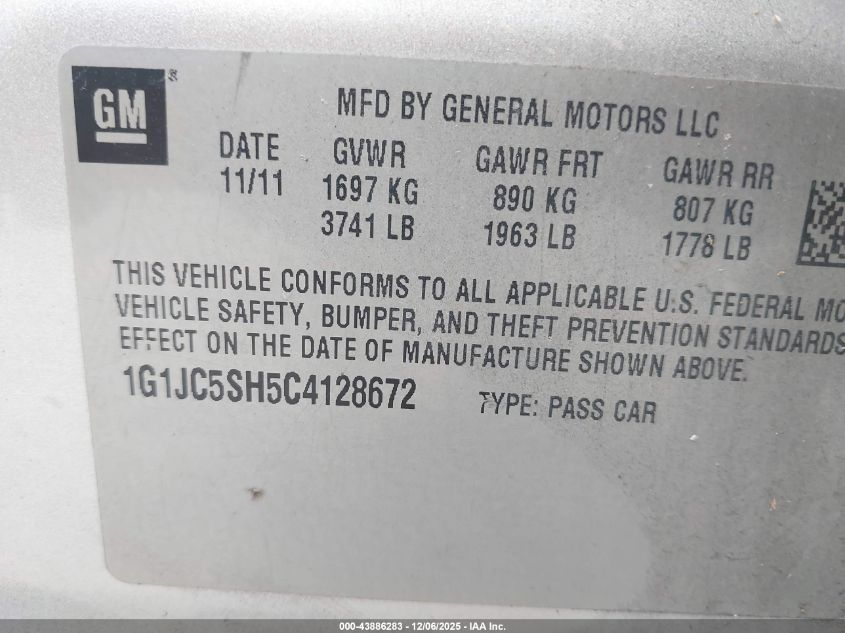 GM
MFD BY GENERAL MOTORS LLC
DATE GVWR GAWR FRT GAWR RR
11/11 1697 KG 890 KG 807 KG
3741 LB 1963 LB 1778 LB
THIS VEHICLE CONFORMS TO ALL APPLICABLE U.S. FEDERAL MO
VEHICLE SAFETY, BUMPER, AND THEFT PREVENTION STANDARDS
EFFECT ON THE DATE OF MANUFACTURE SHOWN ABOVE.
1G1JC5SH5C4128672 TYPE: PASS CAR
000-43886283 - 12/06/2025 - IAA Inc.